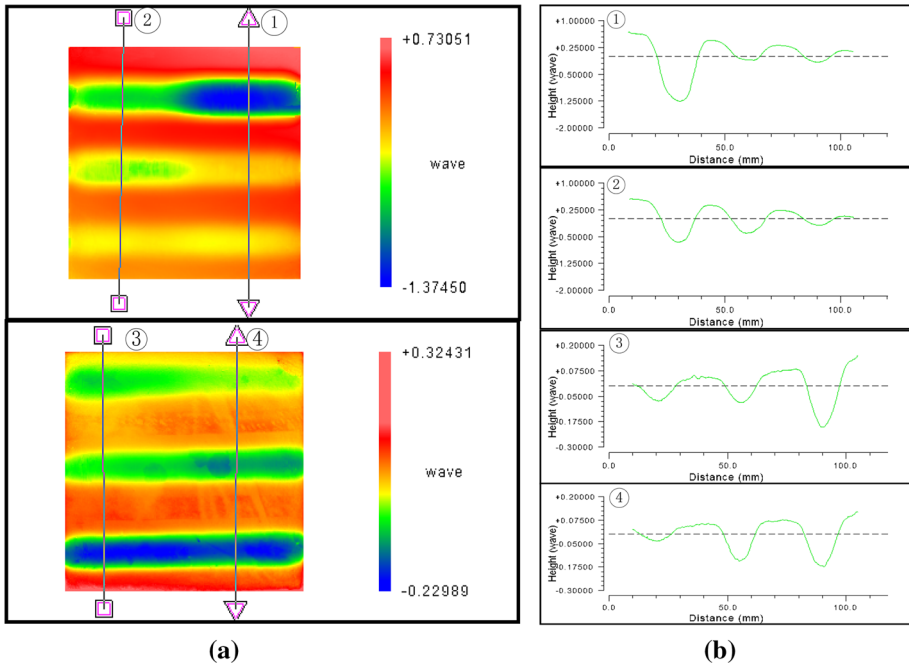 ② ①
+0.73051
wave
-1.37450
③ ④
+0.32431
wave
-0.22989
(a)
①
Height (wave)
+1.00000
+0.25000
-0.50000
-1.25000
-2.00000
0.0 50.0 100.0
Distance (mm)
②
Height (wave)
+1.00000
+0.25000
-0.50000
-1.25000
-2.00000
0.0 50.0 100.0
Distance (mm)
③
Height (wave)
+0.20000
+0.07500
-0.05000
-0.17500
-0.30000
0.0 50.0 100.0
Distance (mm)
④
Height (wave)
+0.20000
+0.07500
-0.05000
-0.17500
-0.30000
0.0 50.0 100.0
Distance (mm)
(b)